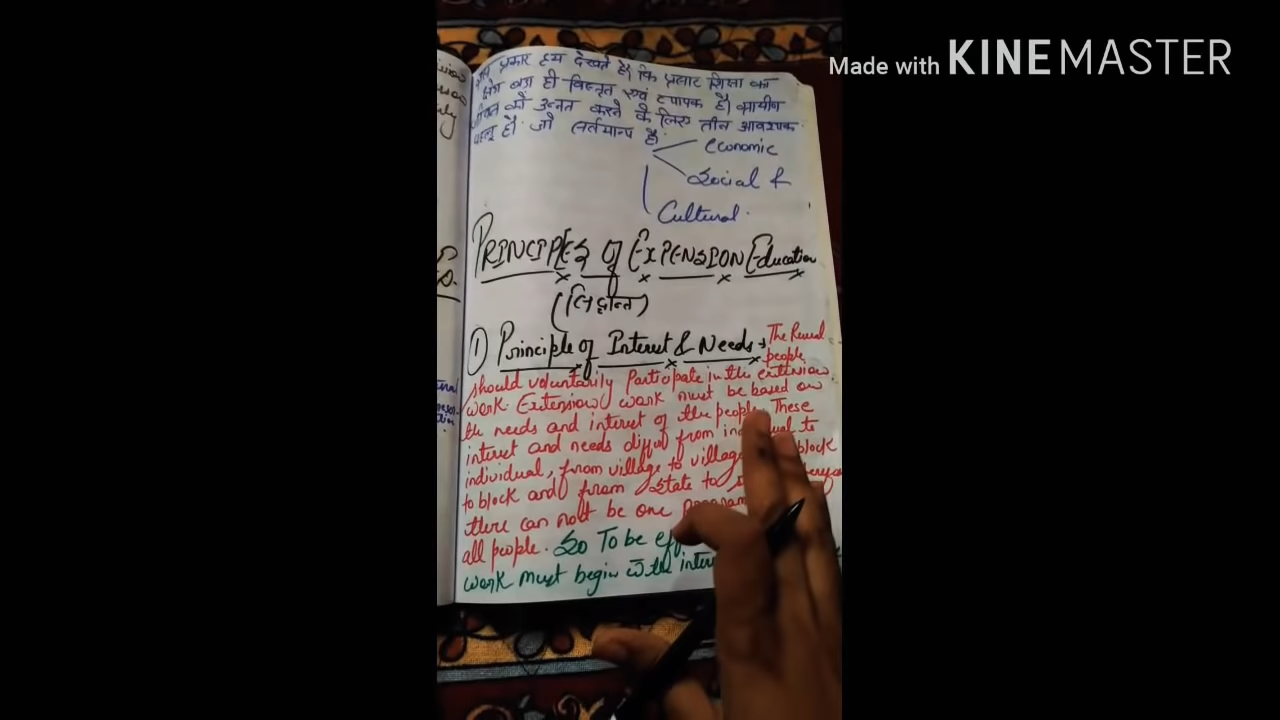 Made with KINEMASTER
प्रकार हम देखते है। कि प्रसार शिक्षा का
क्षेत्र बड़ा ही विस्तृत एवं व्यापक है। ग्रामीण
जीवन को उन्नत करने के लिए तीन आवश्यक
पहलू है। जो सर्वमान्य है।
Economic
Social &
Cultural.
PRINCIPLES of EXTENSION Education
(सिद्धान्त)
① Principle of Interest & Needs → The Rural
people
should voluntarily Participate in the extension
work. Extension work must be based on
the needs and interest of the people. These
interest and needs differ from individual to
individual, from village to village block
to block and from state to
there can not be one program
all people. So To be
work must begin w̄ the